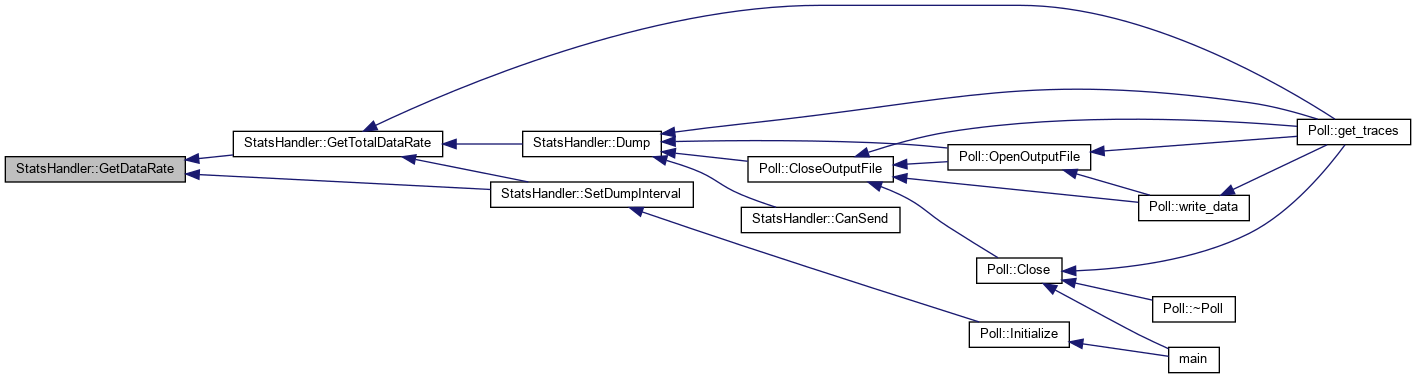 StatsHandler::GetDataRate
StatsHandler::GetTotalDataRate
StatsHandler::SetDumpInterval
StatsHandler::Dump
Poll::CloseOutputFile
StatsHandler::CanSend
Poll::OpenOutputFile
Poll::write_data
Poll::get_traces
Poll::Close
Poll::~Poll
Poll::Initialize
main